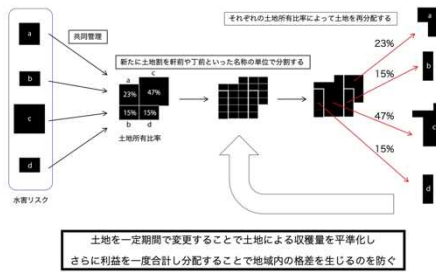 それぞれの土地所有比率によって土地を再分配する
共同管理
新たに土地割を軒前や丁前といった名称の単位で分割する
a
b
c
d
水害リスク
a
c
23%
47%
15%
15%
b
d
土地所有比率
23%
15%
47%
15%
a
b
c
d
土地を一定期間で変更することで土地による収穫量を平準化し
さらに利益を一度合計し分配することで地域内の格差を生じるのを防ぐ